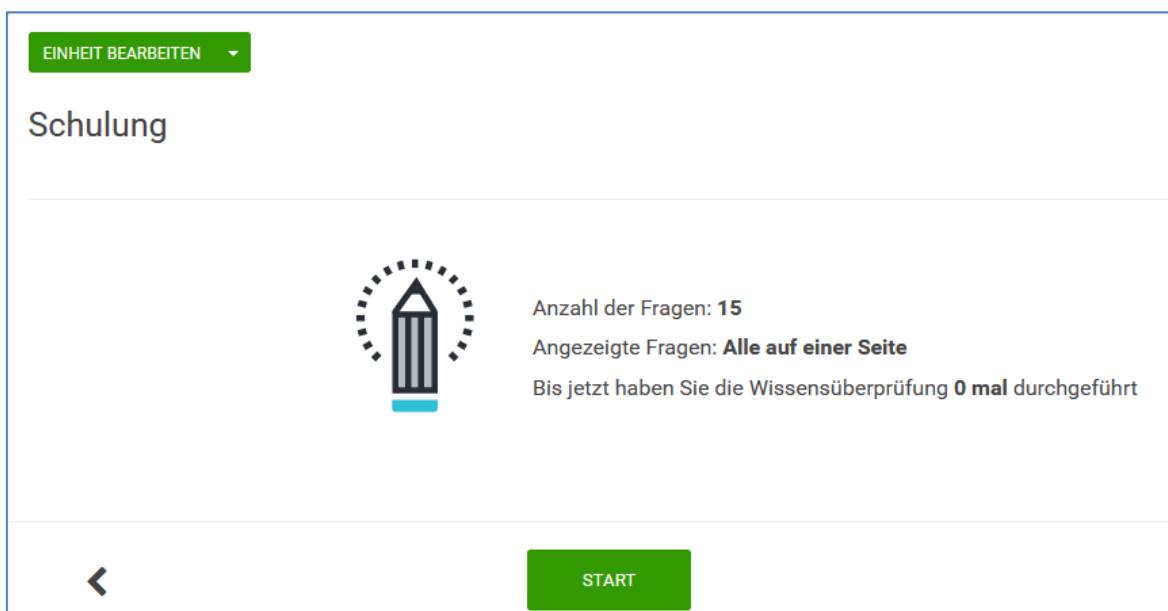 EINHEIT BEARBEITEN
Schulung
Anzahl der Fragen: 15
Angezeigte Fragen: Alle auf einer Seite
Bis jetzt haben Sie die Wissensüberprüfung 0 mal durchgeführt
START